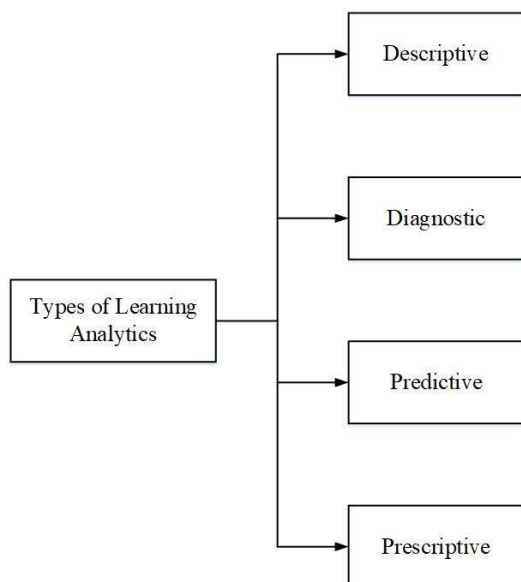 Descriptive
Diagnostic
Types of Learning
Analytics
Predictive
Prescriptive